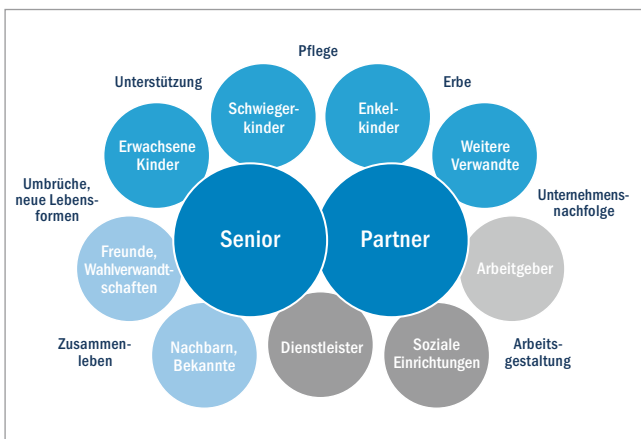 Pflege
Unterstützung
Erbe
Schwieger-
kinder
Enkel-
kinder
Erwachsene
Kinder
Weitere
Verwandte
Umbrüche,
neue Lebens-
formen
Unternehmens-
nachfolge
Senior
Partner
Freunde,
Wahlverwandt-
schaften
Arbeitgeber
Zusammen-
leben
Nachbarn,
Bekannte
Dienstleister
Soziale
Einrichtungen
Arbeits-
gestaltung